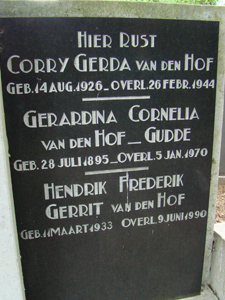 HIER RUST
CORRY GERDA VAN DEN HOF
GEB. 14 AUG. 1926 _ OVERL. 26 FEBR. 1944
GERARDINA CORNELIA
VAN DEN HOF _ GUDDE
GEB. 28 JULI 1895 _ OVERL. 5 JAN. 1970
HENDRIK FREDERIK
GERRIT VAN DEN HOF
GEB. 11 MAART 1933 OVERL. 9 JUNI 1990